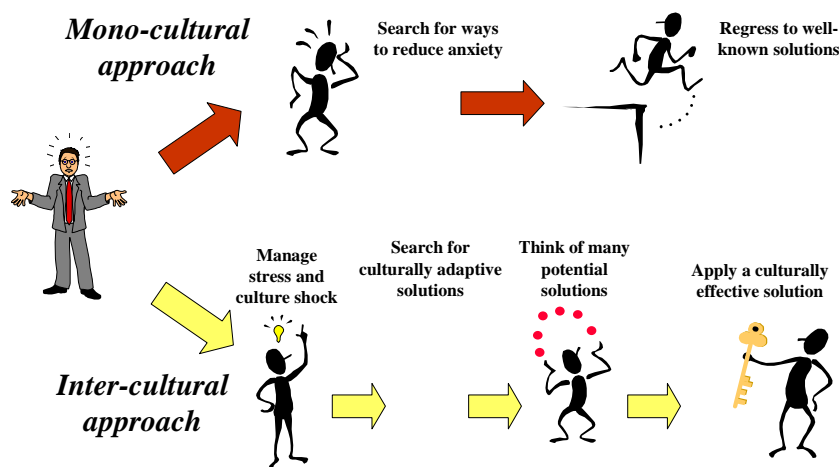 Mono-cultural
approach
Search for ways
to reduce anxiety
Regress to well-
known solutions
Manage
stress and
culture shock
Search for
culturally adaptive
solutions
Think of many
potential
solutions
Apply a culturally
effective solution
Inter-cultural
approach